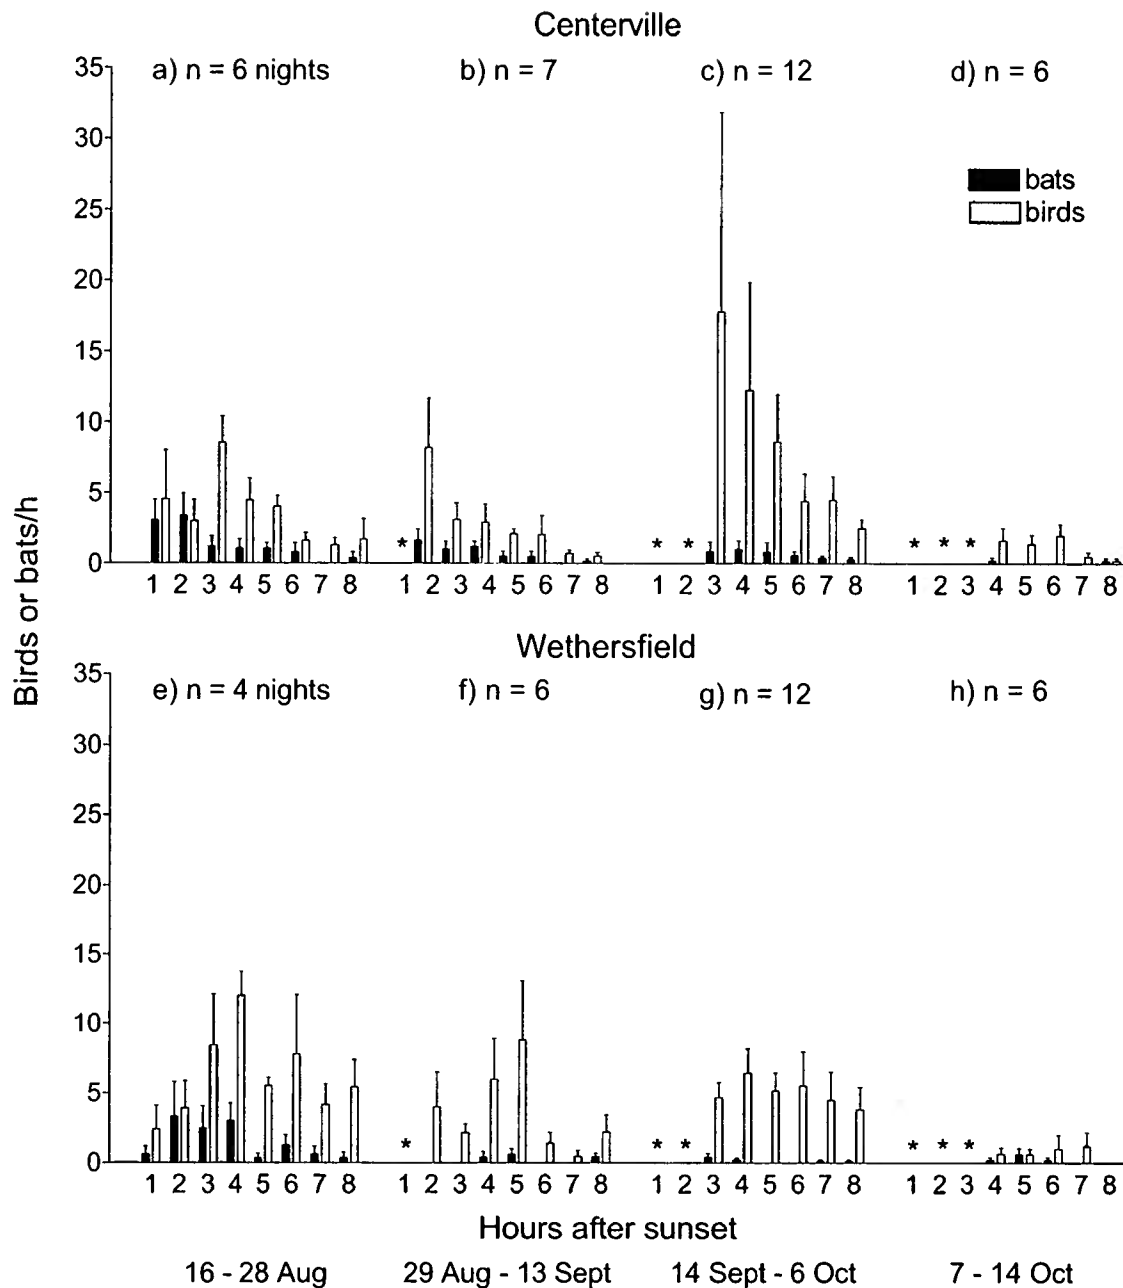 Centerville
a) n = 6 nights
b) n = 7
c) n = 12
d) n = 6
bats
birds
35
30
25
20
15
10
5
0
* * * * * *
1 2 3 4 5 6 7 8 1 2 3 4 5 6 7 8 1 2 3 4 5 6 7 8 1 2 3 4 5 6 7 8
Birds or bats/h
Wethersfield
e) n = 4 nights
f) n = 6
g) n = 12
h) n = 6
35
30
25
20
15
10
5
0
* * * * * *
1 2 3 4 5 6 7 8 1 2 3 4 5 6 7 8 1 2 3 4 5 6 7 8 1 2 3 4 5 6 7 8
Hours after sunset
16 - 28 Aug 29 Aug - 13 Sept 14 Sept - 6 Oct 7 - 14 Oct